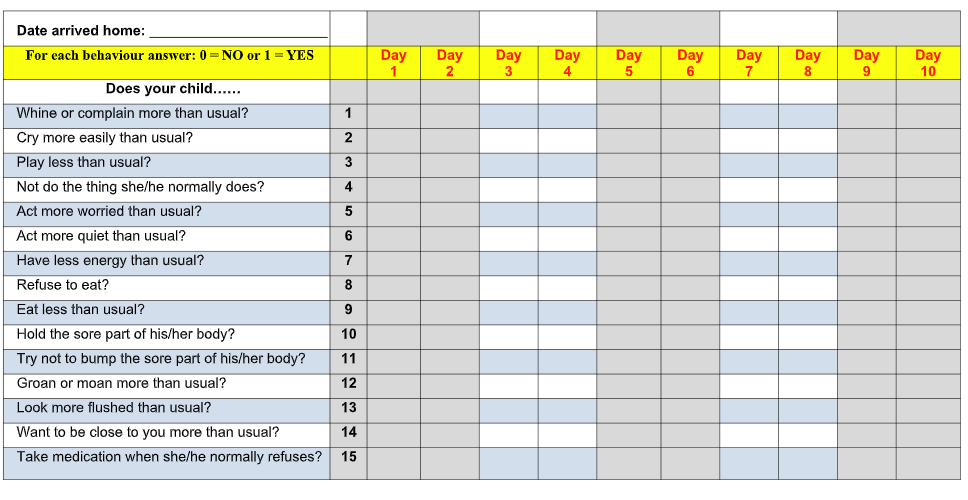 Date arrived home: ____________________
For each behaviour answer: 0 = NO or 1 = YES Day 1 Day 2 Day 3 Day 4 Day 5 Day 6 Day 7 Day 8 Day 9 Day 10
Does your child……
Whine or complain more than usual? 1
Cry more easily than usual? 2
Play less than usual? 3
Not do the thing she/he normally does? 4
Act more worried than usual? 5
Act more quiet than usual? 6
Have less energy than usual? 7
Refuse to eat? 8
Eat less than usual? 9
Hold the sore part of his/her body? 10
Try not to bump the sore part of his/her body? 11
Groan or moan more than usual? 12
Look more flushed than usual? 13
Want to be close to you more than usual? 14
Take medication when she/he normally refuses? 15